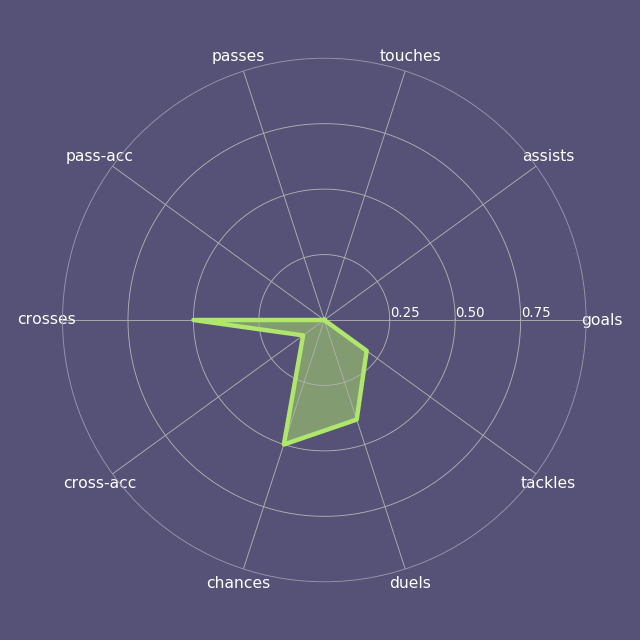 passes
touches
pass-acc
assists
crosses
0.25
0.50
0.75
goals
cross-acc
tackles
chances
duels